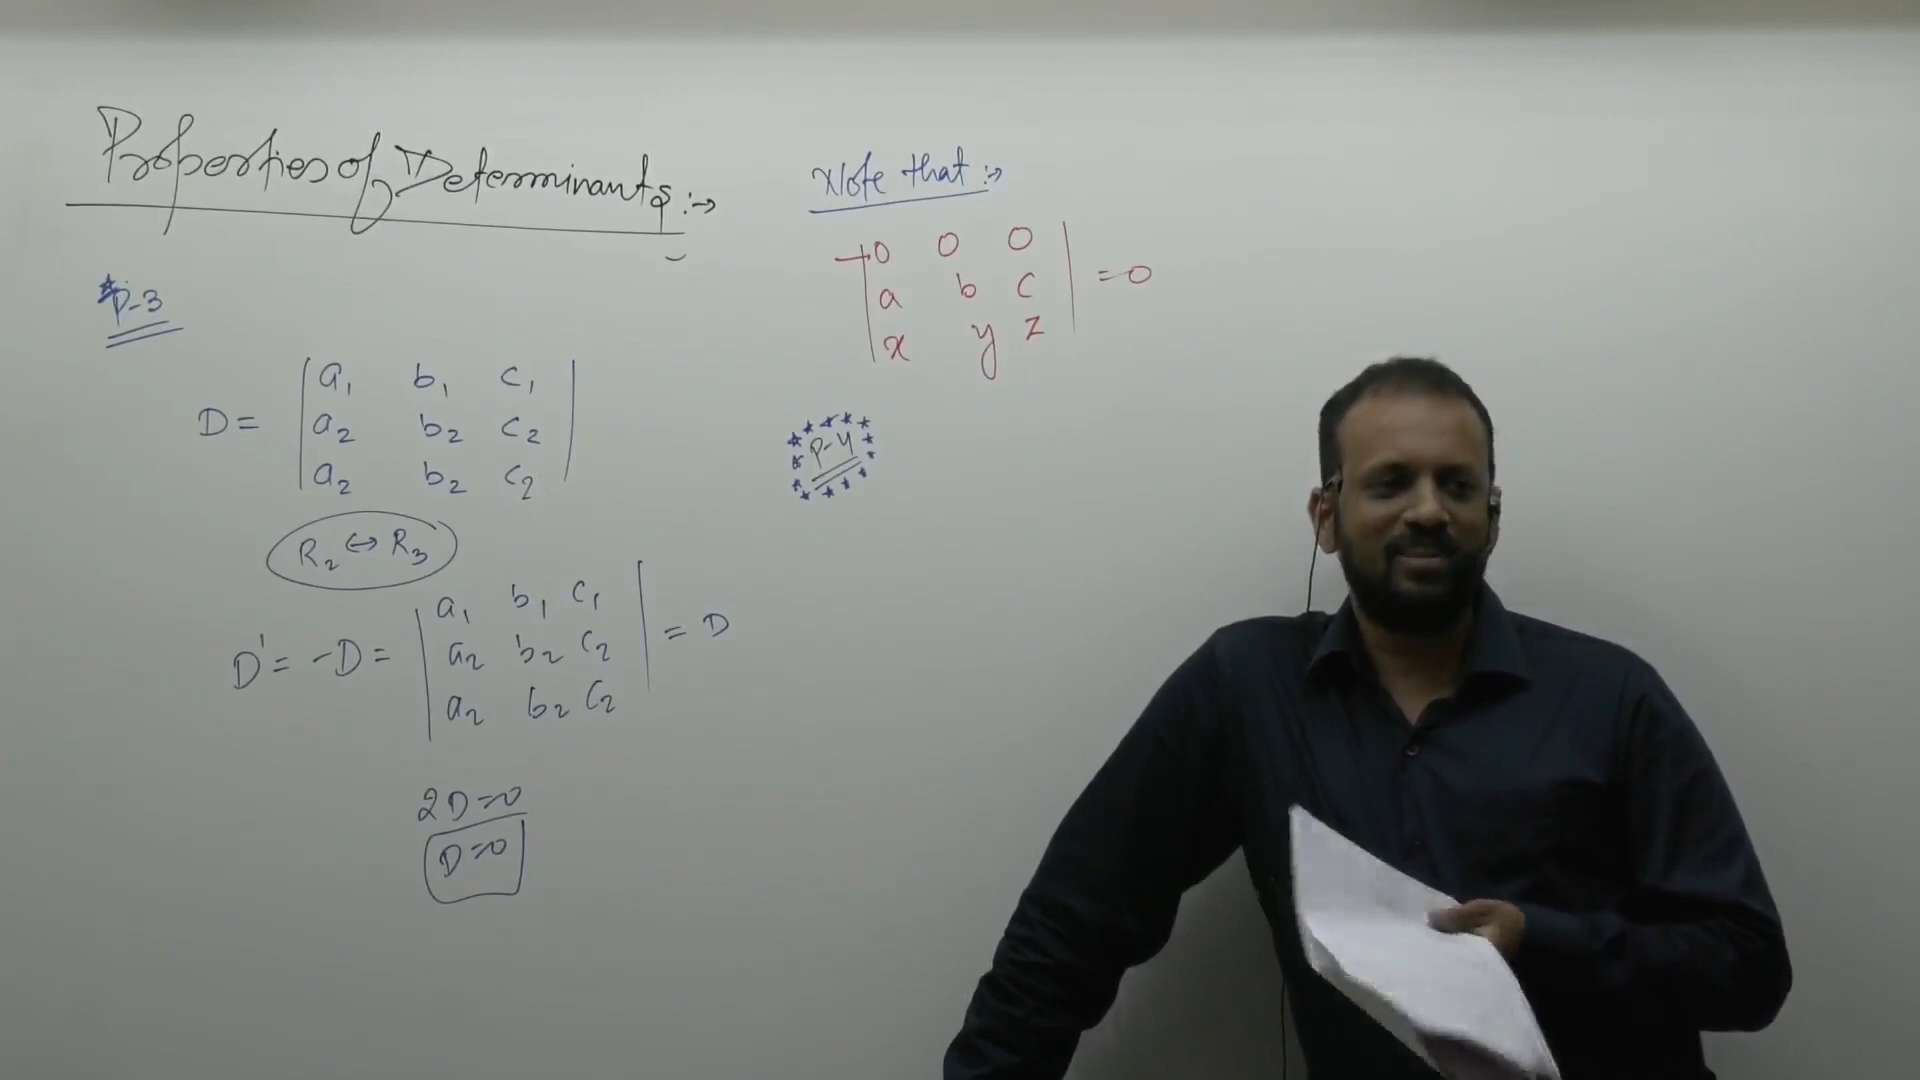 Properties of Determinants :→
P-3
D = | a₁ b₁ c₁ |
| a₂ b₂ c₂ |
| a₂ b₂ c₂ |
R₂ ↔ R₃
D' = -D = | a₁ b₁ c₁ | = D
| a₂ b₂ c₂ |
| a₂ b₂ c₂ |
2D=0
D=0
Note that :→
| 0 0 0 | = 0
| a b c |
| x y z |
P-4